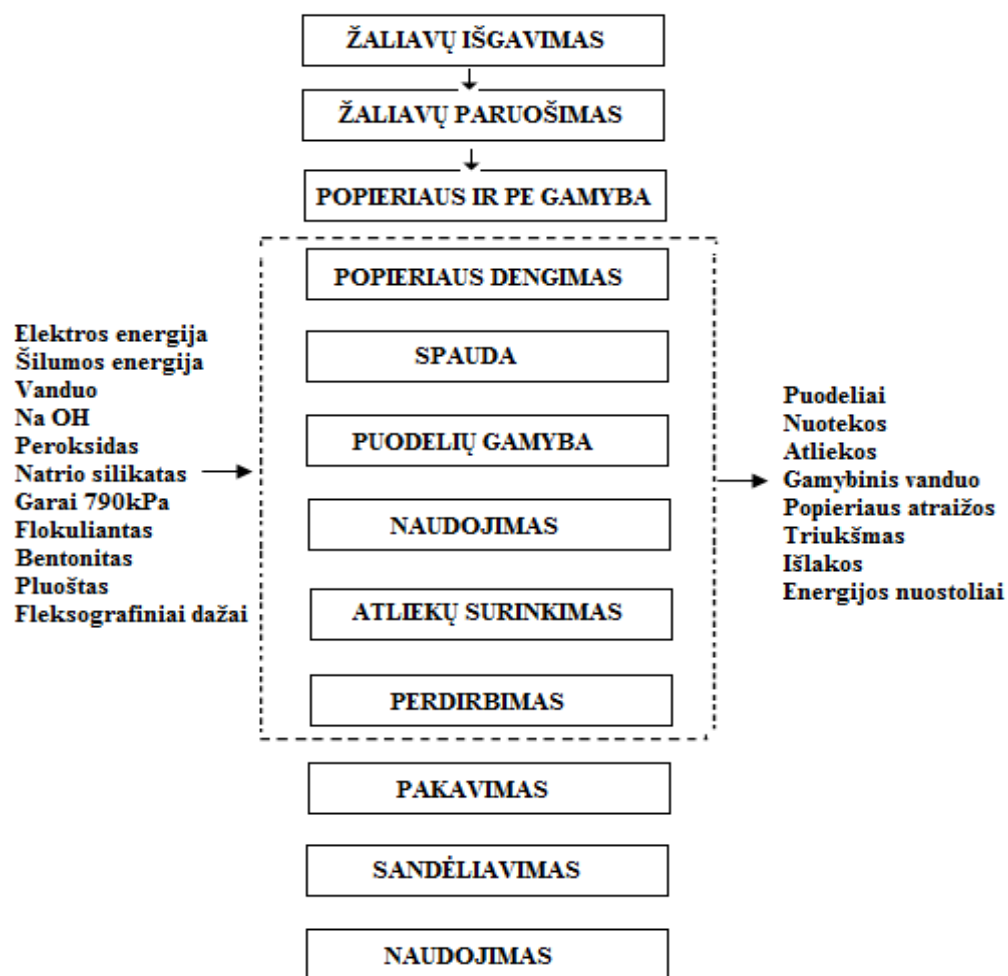 ŽALIAVŲ IŠGAVIMAS
ŽALIAVŲ PARUOŠIMAS
POPIERIAUS IR PE GAMYBA
POPIERIAUS DENGIMAS
SPAUDA
PUODELIŲ GAMYBA
NAUDOJIMAS
ATLIEKŲ SURINKIMAS
PERDIRBIMAS
PAKAVIMAS
SANDĖLIAVIMAS
NAUDOJIMAS
Elektros energija
Šilumos energija
Vanduo
Na OH
Peroksidas
Natrio silikatas
Garai 790kPa
Flokuliantas
Bentonitas
Pluoštas
Fleksografiniai dažai
Puodeliai
Nuotekos
Atliekos
Gamybinis vanduo
Popieriaus atraižos
Triukšmas
Išlakos
Energijos nuostoliai